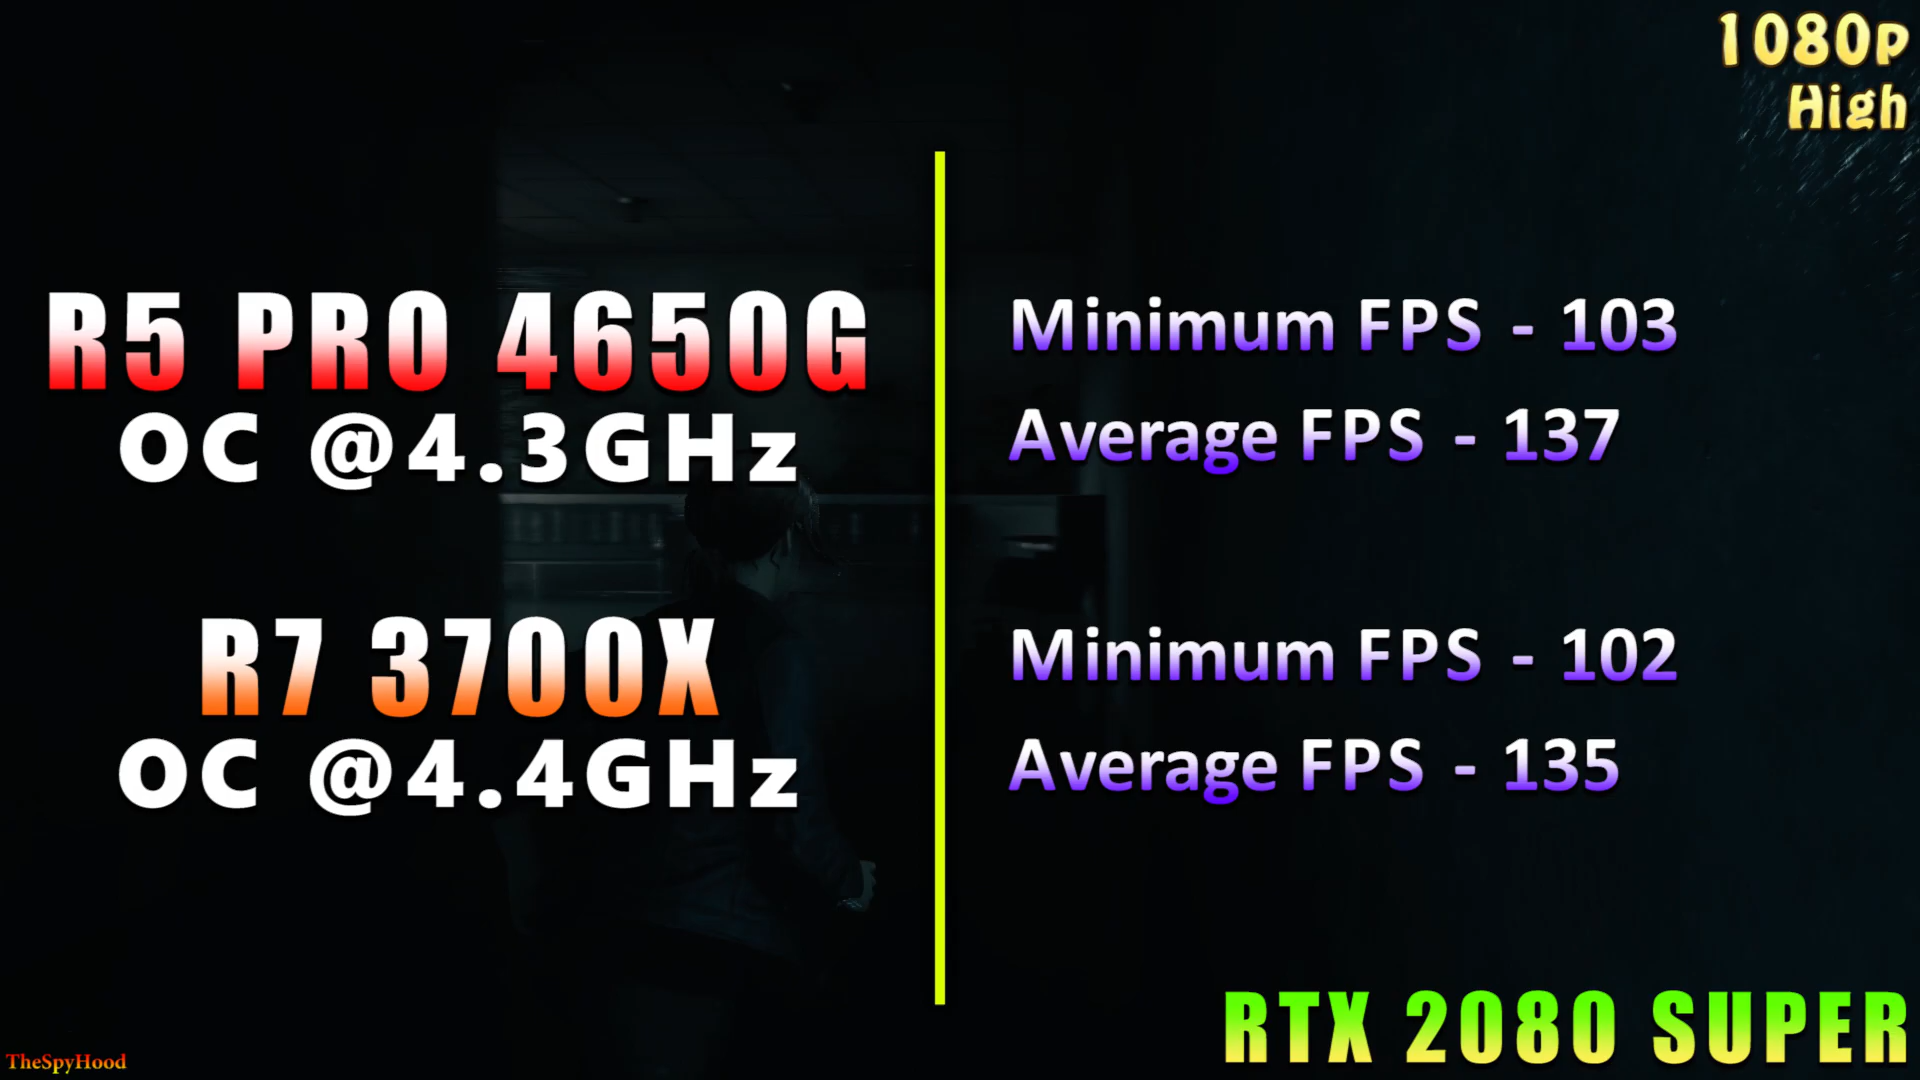 1080p
High
R5 PRO 4650G
OC @4.3GHz
Minimum FPS - 103
Average FPS - 137
R7 3700X
OC @4.4GHz
Minimum FPS - 102
Average FPS - 135
RTX 2080 SUPER
TheSpyHood